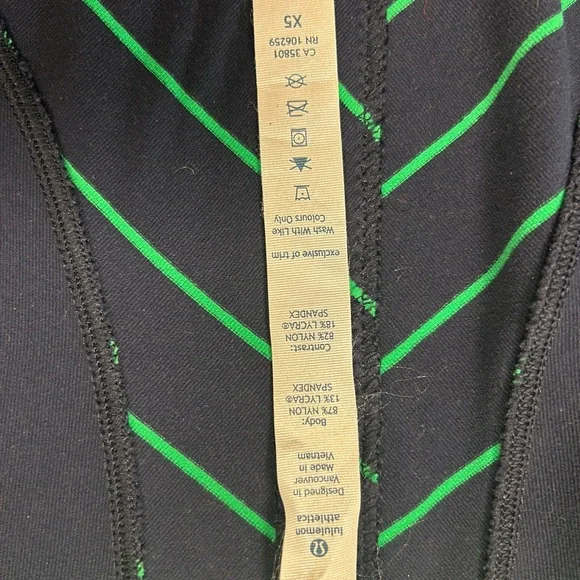 lululemon
athletica
Designed in
Vancouver
Made in
Vietnam
Body:
87% NYLON
13% LYCRA®
SPANDEX
Contrast:
82% NYLON
18% LYCRA®
SPANDEX
exclusive of trim
Wash With Like
Colours Only
RN 106259
CA 35801
X5